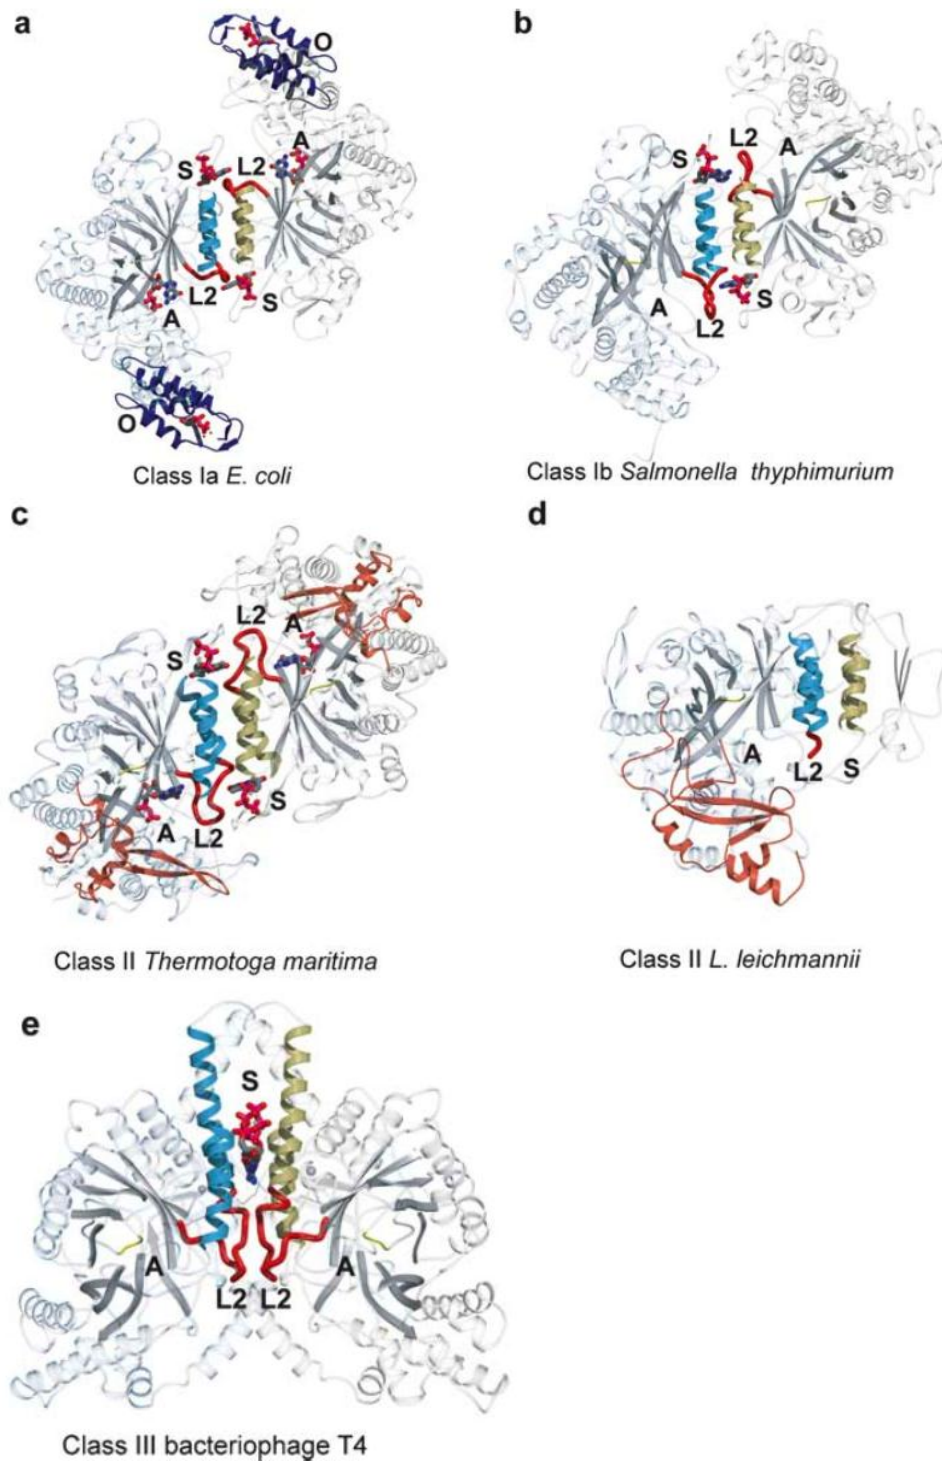 a
O
A
S
L2
L2
S
A
O
Class Ia E. coli
b
L2
A
S
A
S
L2
Class Ib Salmonella thyphimurium
c
L2
A
S
S
A
L2
Class II Thermotoga maritima
d
A
L2
S
Class II L. leichmannii
e
S
A
A
L2
L2
Class III bacteriophage T4